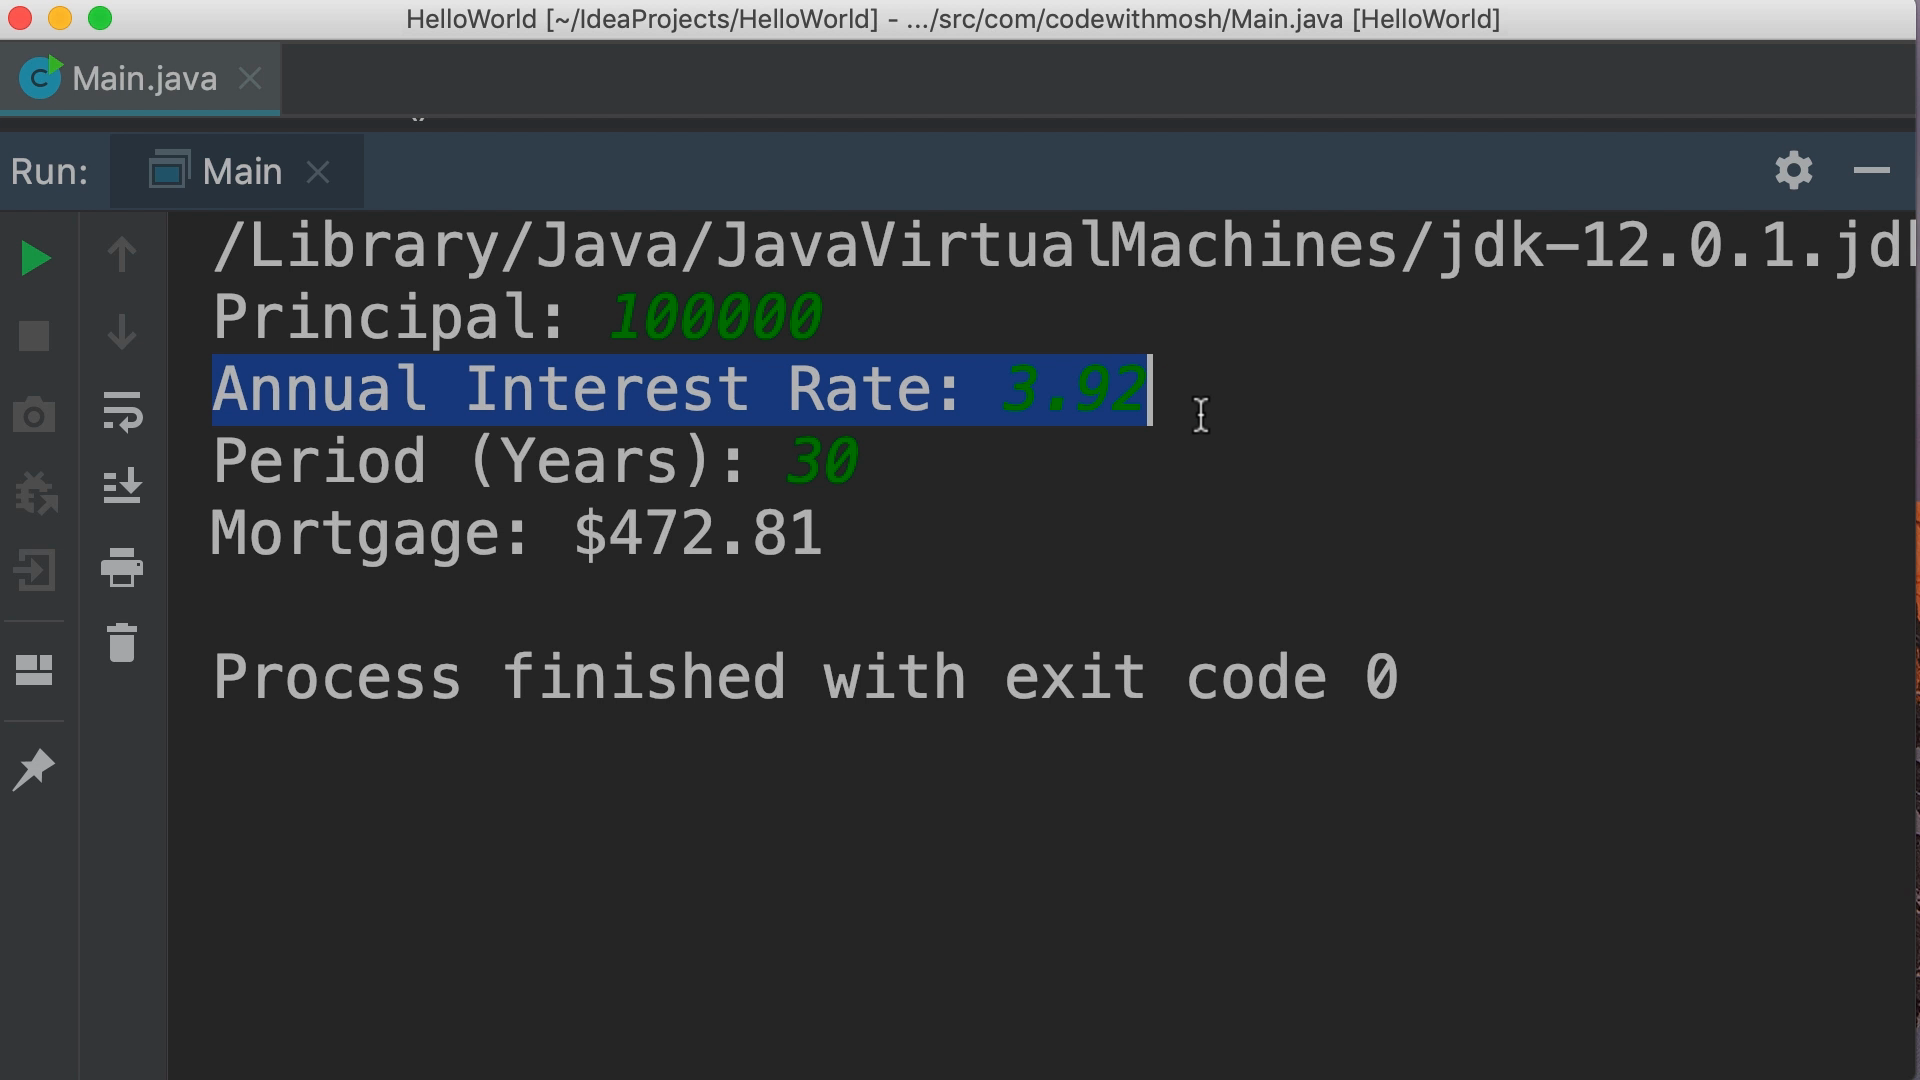 HelloWorld [~/IdeaProjects/HelloWorld] - .../src/com/codewithmosh/Main.java [HelloWorld]
Main.java
Run: Main
/Library/Java/JavaVirtualMachines/jdk-12.0.1.jdk
Principal: 100000
Annual Interest Rate: 3.92
Period (Years): 30
Mortgage: $472.81
Process finished with exit code 0